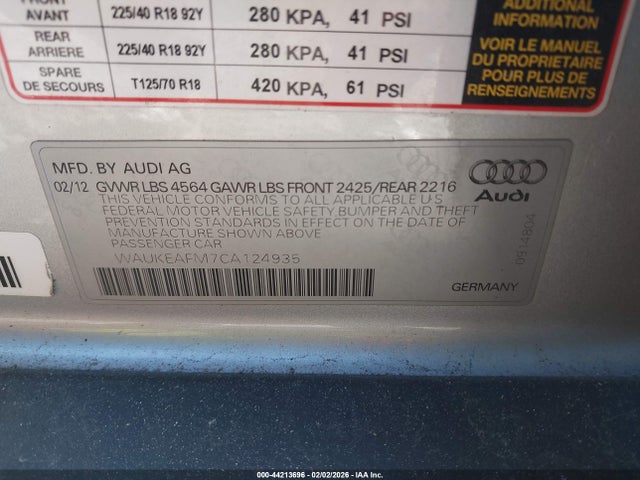 FRONT
AVANT 225/40 R18 92Y 280 KPA, 41 PSI
REAR
ARRIERE 225/40 R18 92Y 280 KPA, 41 PSI
SPARE
DE SECOURS T125/70 R18 420 KPA, 61 PSI
ADDITIONAL
INFORMATION
VOIR LE MANUEL
DU PROPRIETAIRE
POUR PLUS DE
RENSEIGNEMENTS
MFD. BY AUDI AG
02/12 GVWR LBS 4564 GAWR LBS FRONT 2425/REAR 2216
THIS VEHICLE CONFORMS TO ALL APPLICABLE U.S
FEDERAL MOTOR VEHICLE SAFETY,BUMPER AND THEFT
PREVENTION STANDARDS IN EFFECT ON THE DATE OF
MANUFACTURE SHOWN ABOVE
PASSENGER CAR
WAUKEAFM7CA124935
Audi
0914804
GERMANY
000-44213696 - 02/02/2026 - IAA Inc.